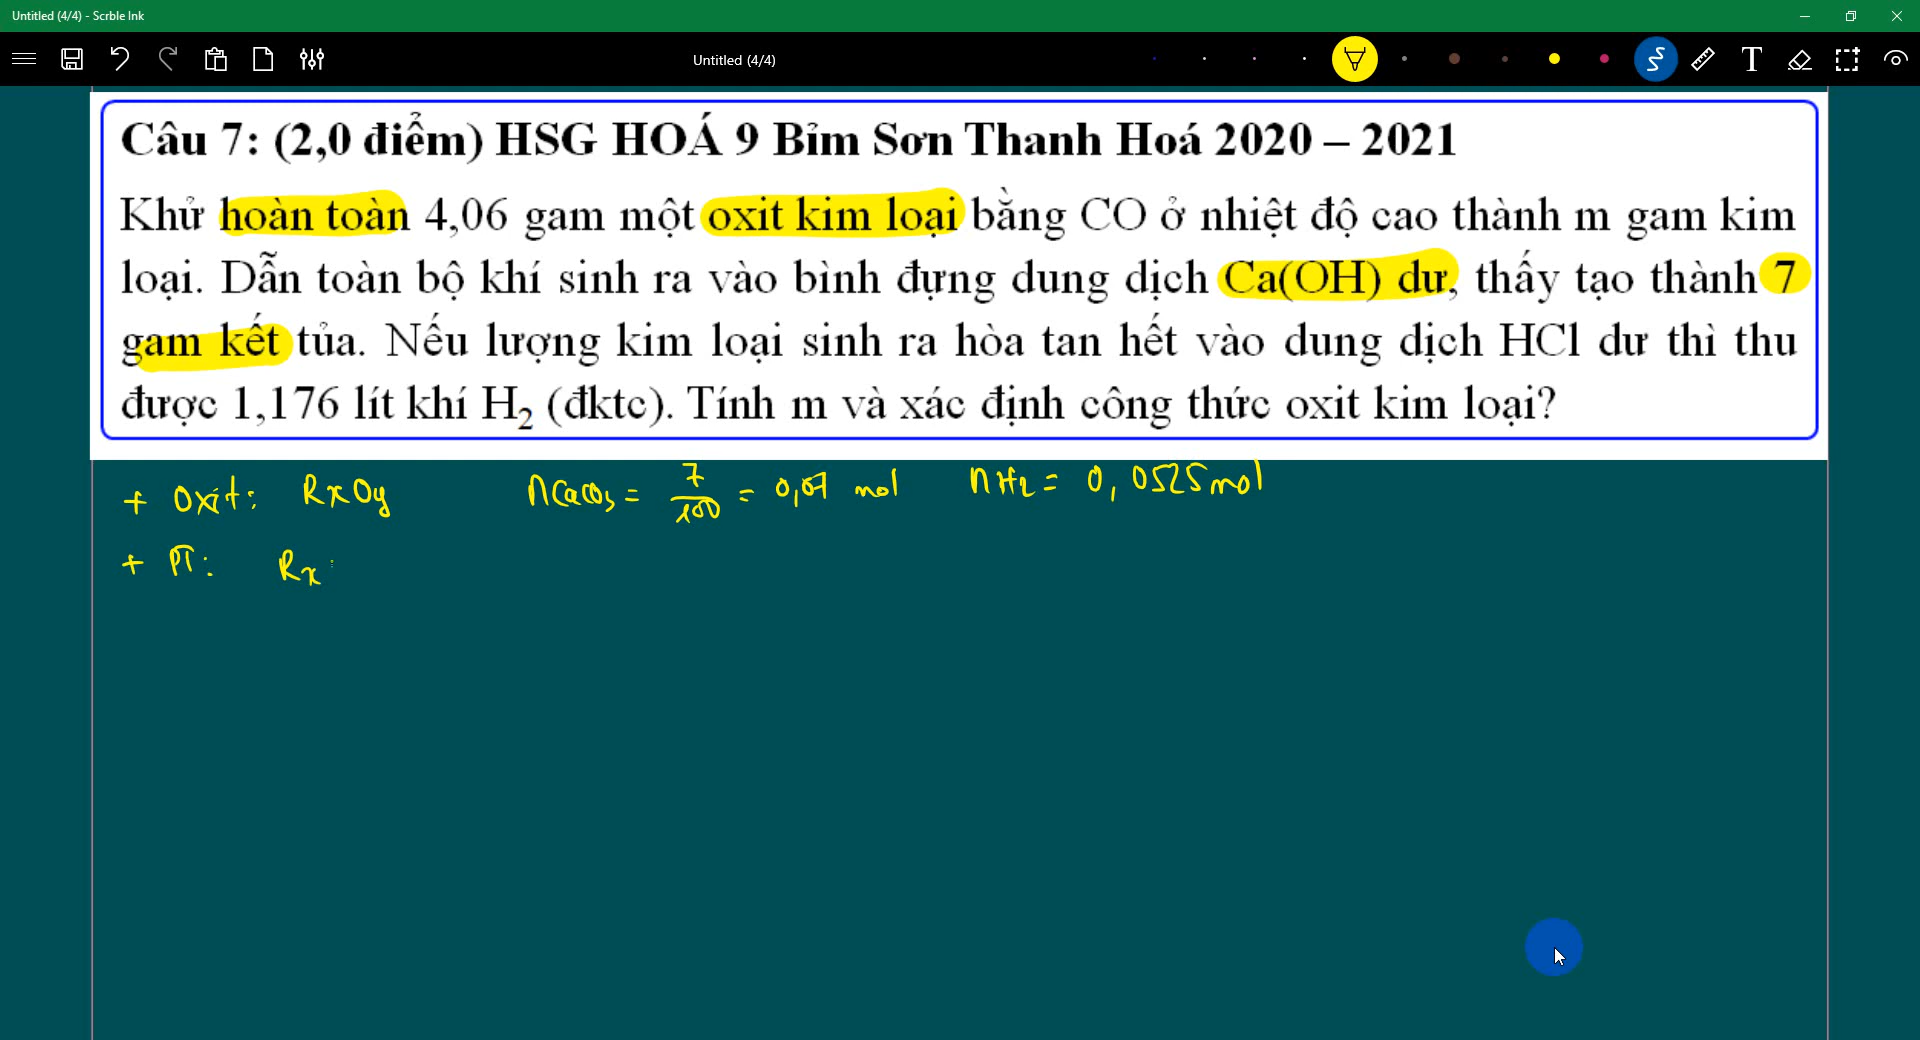 Untitled (4/4) - Scrble Ink
Untitled (4/4)
T
Câu 7: (2,0 điểm) HSG HOÁ 9 Bỉm Sơn Thanh Hoá 2020 – 2021
Khử hoàn toàn 4,06 gam một oxit kim loại bằng CO ở nhiệt độ cao thành m gam kim
loại. Dẫn toàn bộ khí sinh ra vào bình đựng dung dịch Ca(OH) dư, thấy tạo thành 7
gam kết tủa. Nếu lượng kim loại sinh ra hòa tan hết vào dung dịch HCl dư thì thu
được 1,176 lít khí H₂ (đktc). Tính m và xác định công thức oxit kim loại?
+ Oxit: RxOy nCaCO₃ = 7/100 = 0,07 mol nH₂ = 0,0525 mol
+ PT: Rx